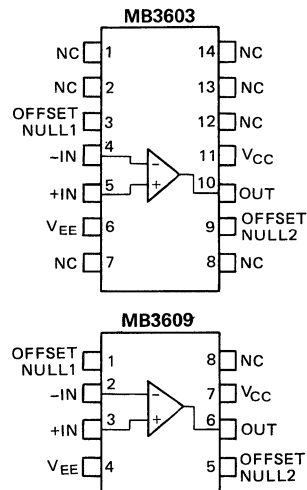 MB3603
NC 1 14 NC
NC 2 13 NC
OFFSET NULL1 3 12 NC
-IN 4 - 11 VCC
+IN 5 + 10 OUT
VEE 6 9 OFFSET NULL2
NC 7 8 NC
MB3609
OFFSET NULL1 1 8 NC
-IN 2 - 7 VCC
+IN 3 + 6 OUT
VEE 4 5 OFFSET NULL2